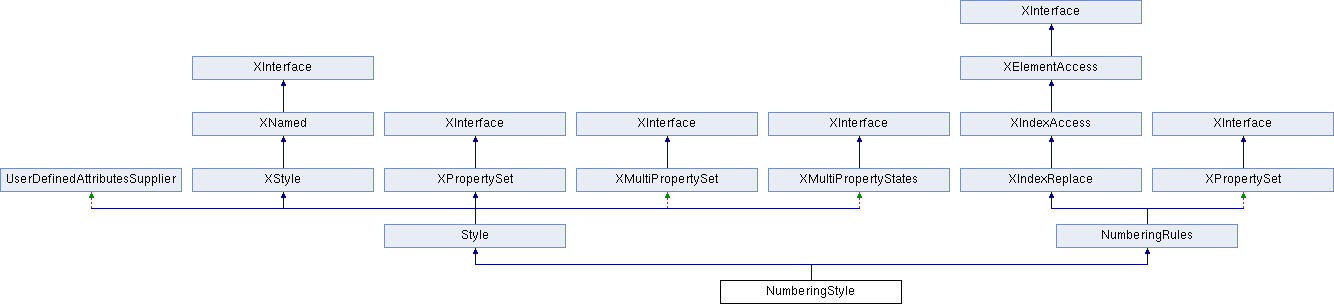 XInterface
XInterface
XElementAccess
XNamed
XInterface
XInterface
XInterface
XIndexAccess
XInterface
UserDefinedAttributesSupplier
XStyle
XPropertySet
XMultiPropertySet
XMultiPropertyStates
XIndexReplace
XPropertySet
Style
NumberingRules
NumberingStyle